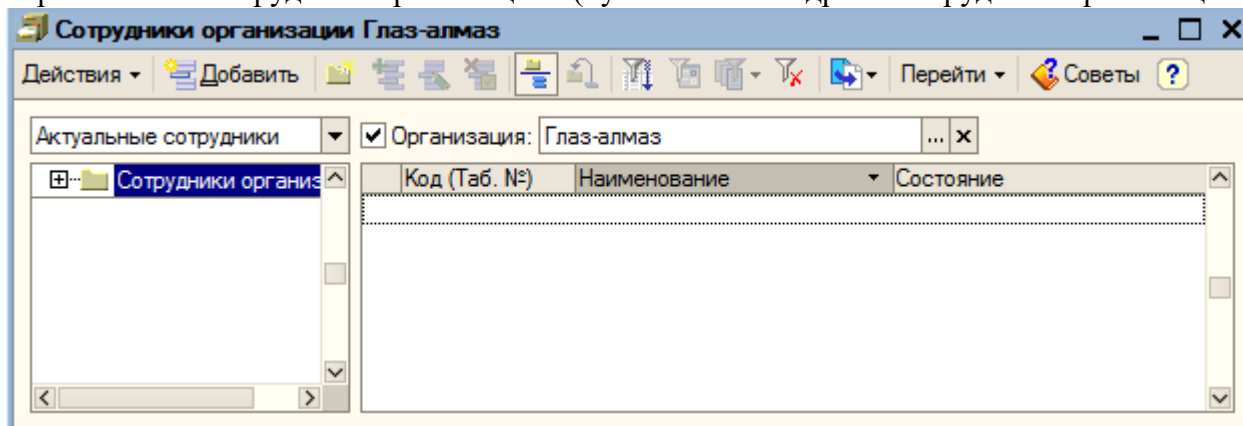 Сотрудники организации Глаз-алмаз
Действия Добавить Перейти Советы ?
Актуальные сотрудники Организация: Глаз-алмаз ... x
Сотрудники организ Код (Таб. №) Наименование Состояние